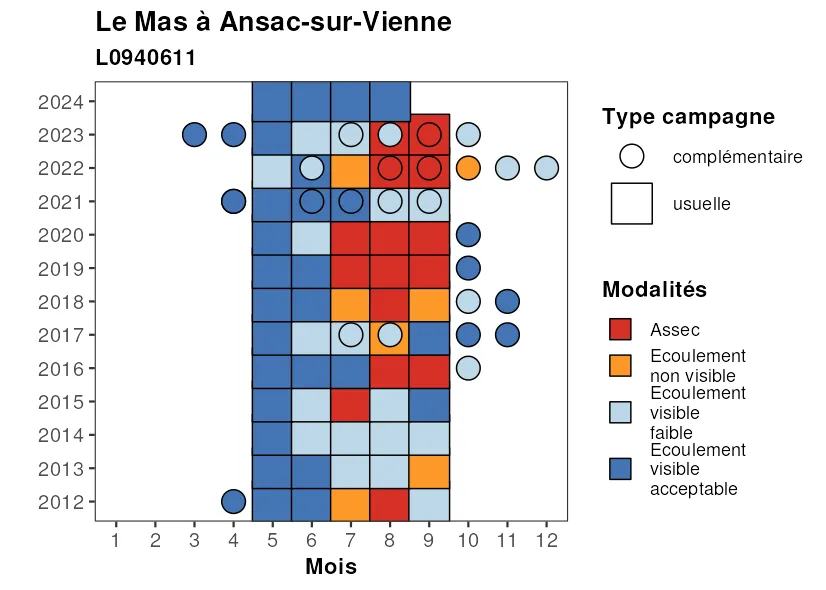 Le Mas à Ansac-sur-Vienne
L0940611
2024
2023
2022
2021
2020
2019
2018
2017
2016
2015
2014
2013
2012
1 2 3 4 5 6 7 8 9 10 11 12
Mois
Type campagne
complémentaire
usuelle
Modalités
Assec
Ecoulement
non visible
Ecoulement
visible
faible
Ecoulement
visible
acceptable